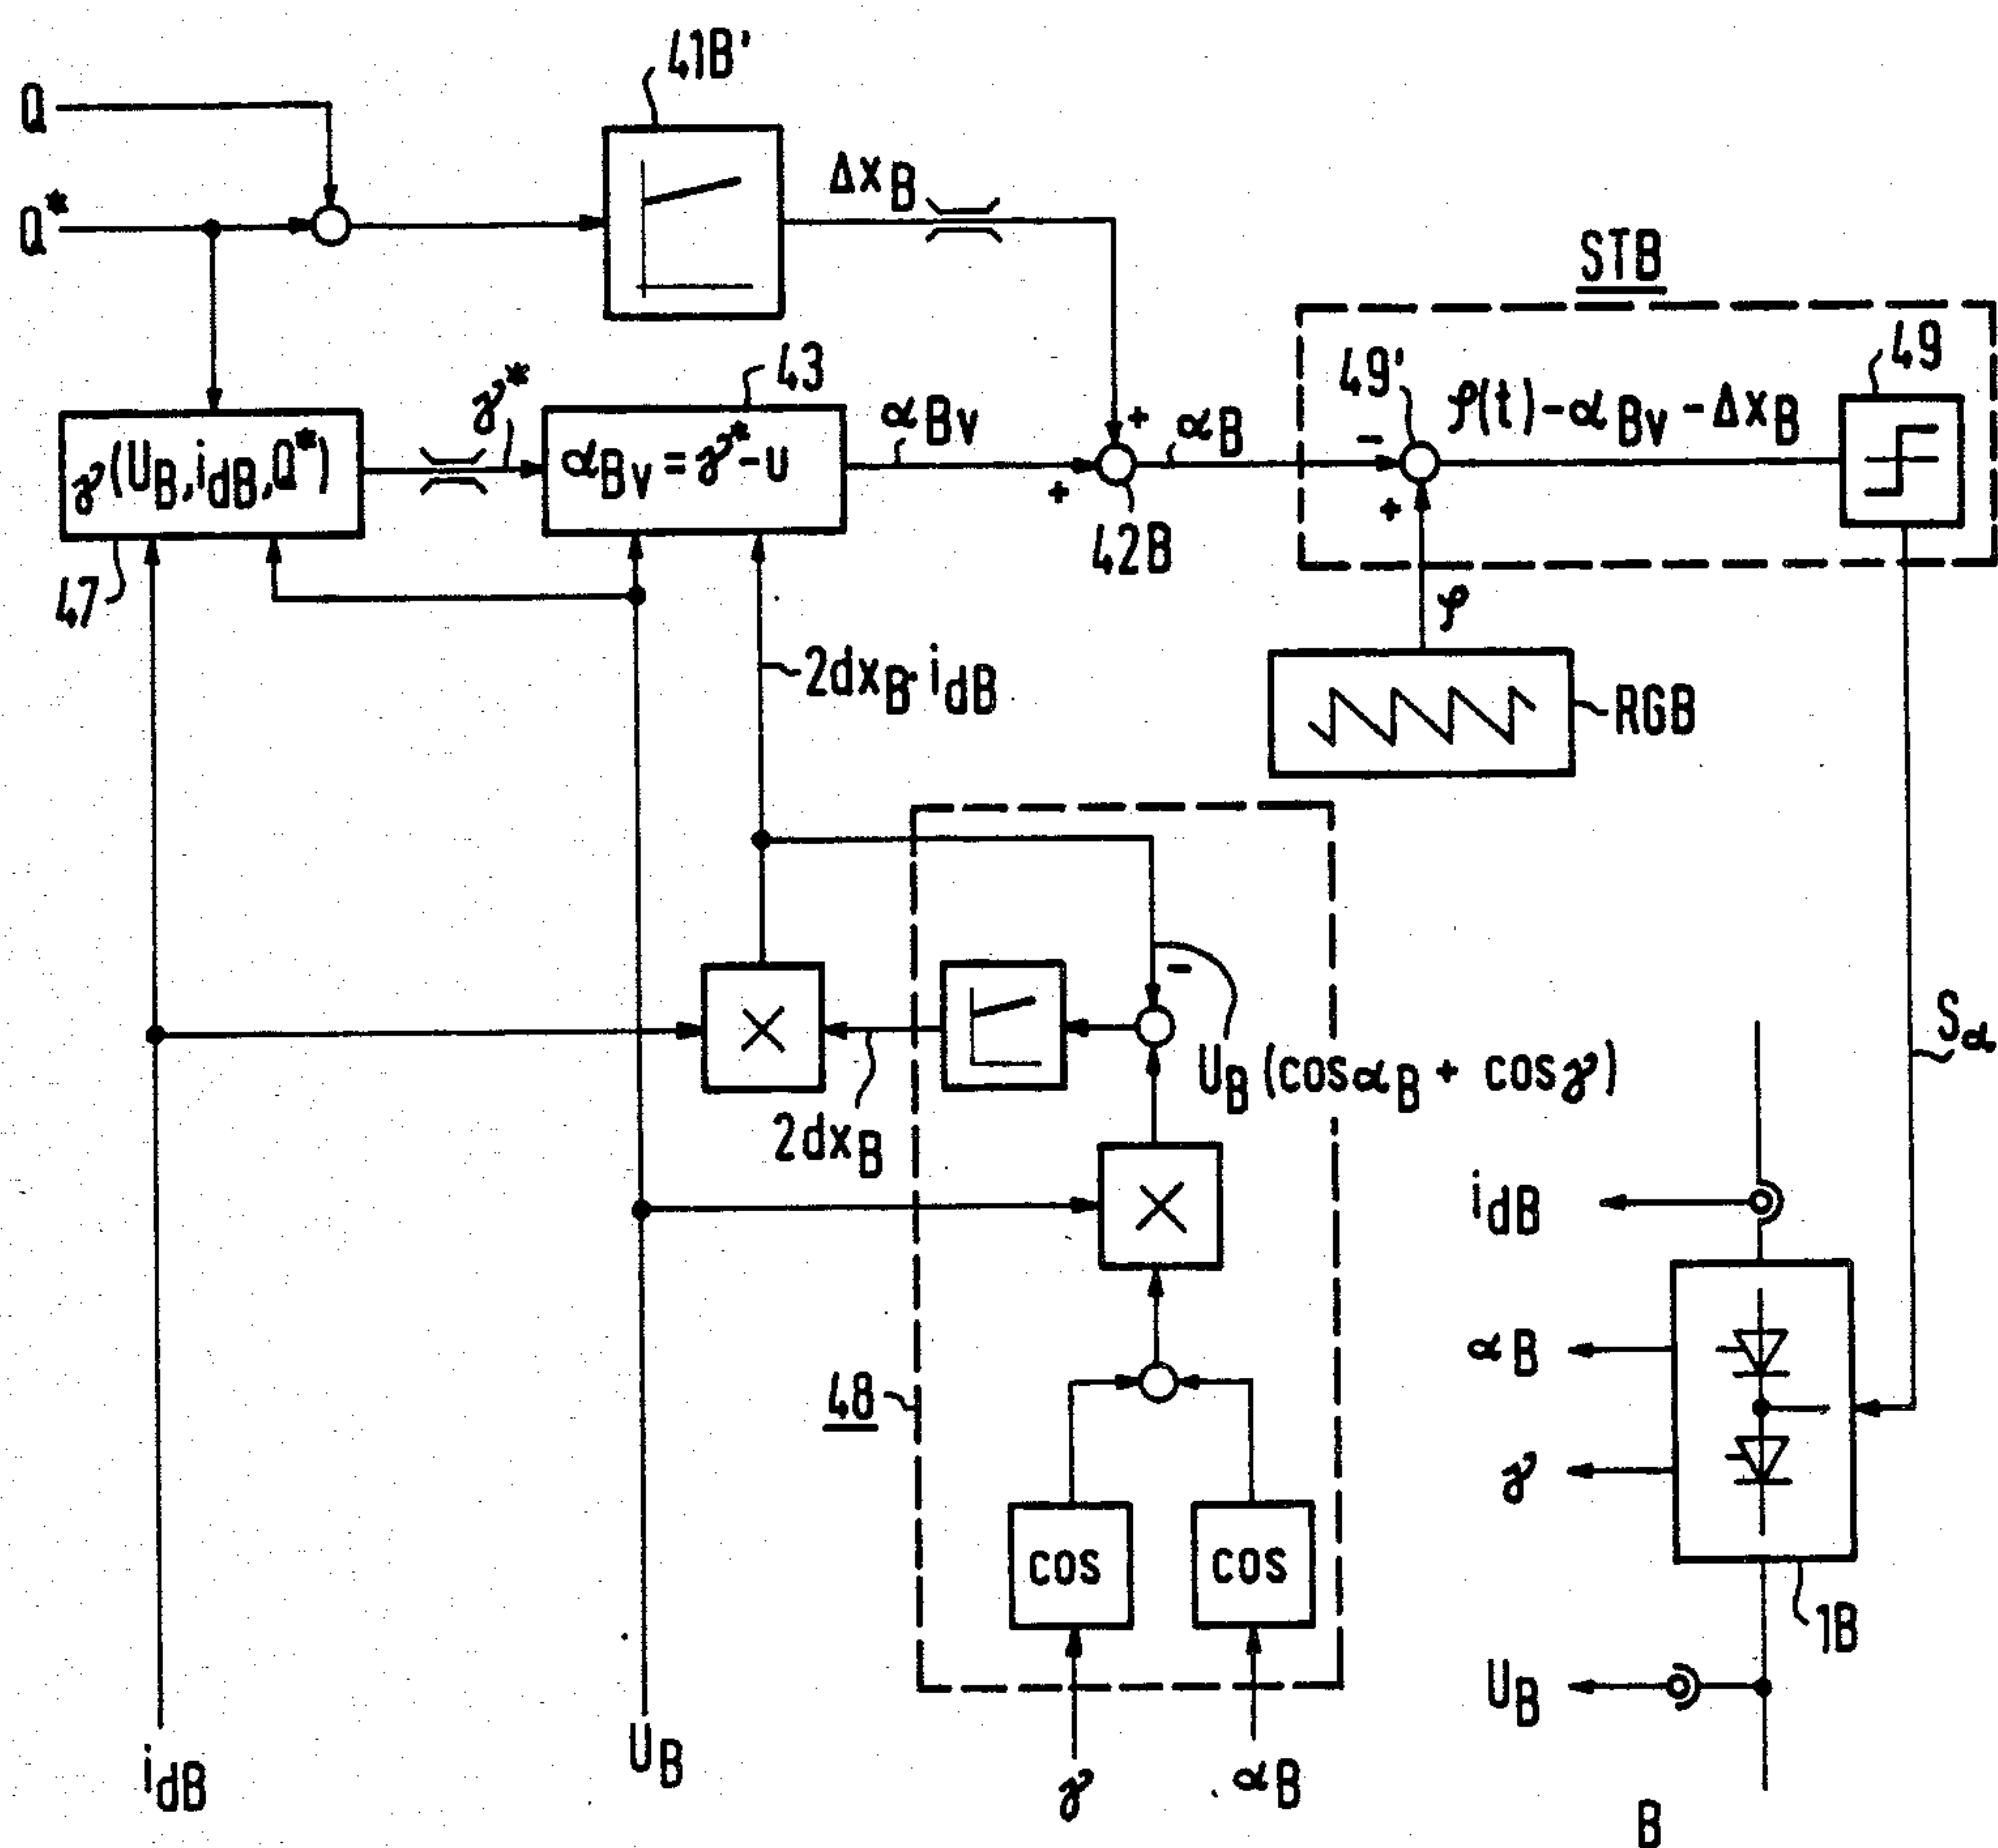 41B'
Q
ΔxB
Q*
STB
49
49'
43
γ*
αBv
+
αB
-
φ(t)-αBv-ΔxB
γ(UB,idB,Q*)
αBv=γ*-u
+
+
42B
47
φ
2dxB·idB
RGB
-
Sα
UB(cosαB + cosγ)
2dxB
idB
αB
48
γ
cos
cos
1B
UB
idB
UB
γ
αB
B